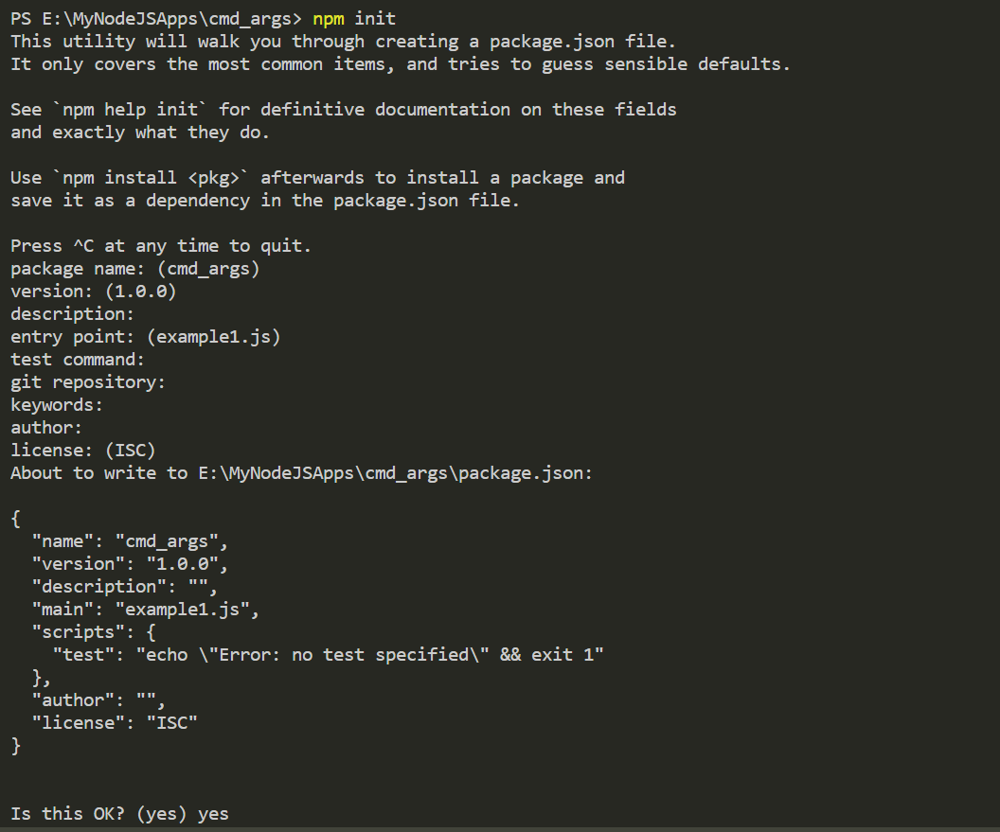 PS E:\MyNodeJSApps\cmd_args> npm init
This utility will walk you through creating a package.json file.
It only covers the most common items, and tries to guess sensible defaults.
See `npm help init` for definitive documentation on these fields
and exactly what they do.
Use `npm install <pkg>` afterwards to install a package and
save it as a dependency in the package.json file.
Press ^C at any time to quit.
package name: (cmd_args)
version: (1.0.0)
description:
entry point: (example1.js)
test command:
git repository:
keywords:
author:
license: (ISC)
About to write to E:\MyNodeJSApps\cmd_args\package.json:
{
  "name": "cmd_args",
  "version": "1.0.0",
  "description": "",
  "main": "example1.js",
  "scripts": {
    "test": "echo \"Error: no test specified\" && exit 1"
  },
  "author": "",
  "license": "ISC"
}
Is this OK? (yes) yes